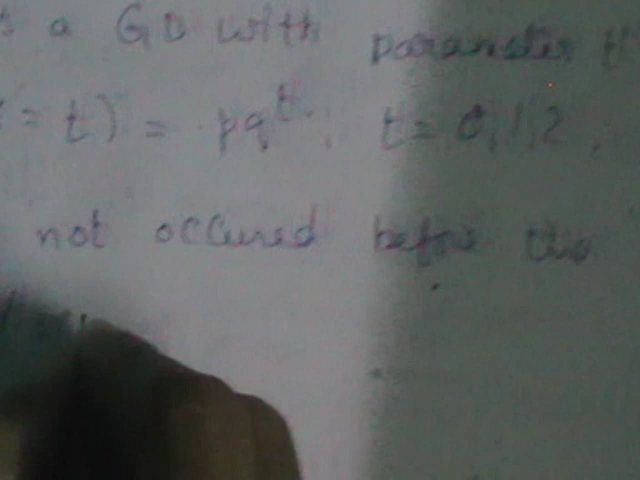 a GD with parameter
= t) = pq^t; t = 0, 1, 2,
not occured before the